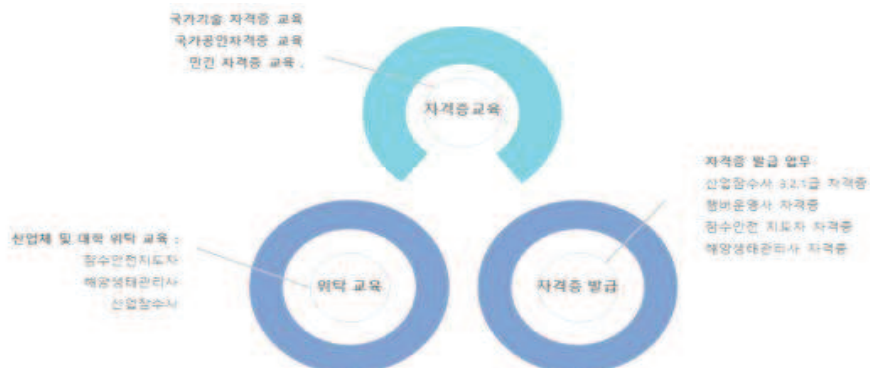 국가기술 자격증 교육
국가공인자격증 교육
민간 자격증 교육 .
자격증교육
자격증 발급 업무
산업잠수사 3.2.1급 자격증
챔버운영사 자격증
잠수안전 지도자 자격증
해양생태관리사 자격증
산업체 및 대학 위탁 교육 :
잠수안전지도자
해양생태관리사
산업잠수사
위탁 교육
자격증 발급